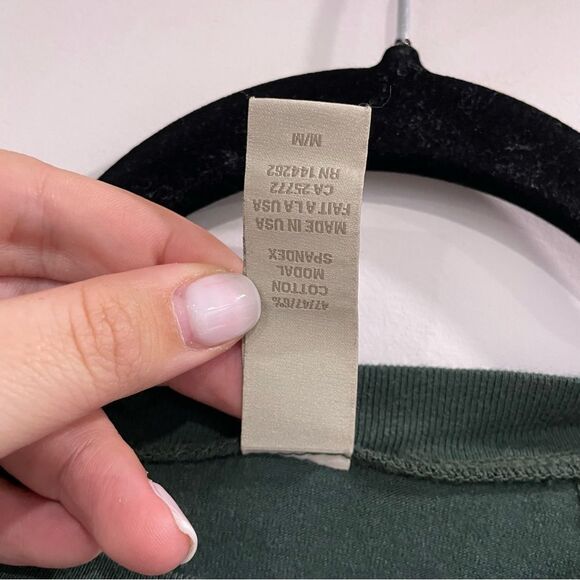 47/47/6%
COTTON
MODAL
SPANDEX
MADE IN USA
FAIT A LA USA
CA 25772
RN 144262
M/M